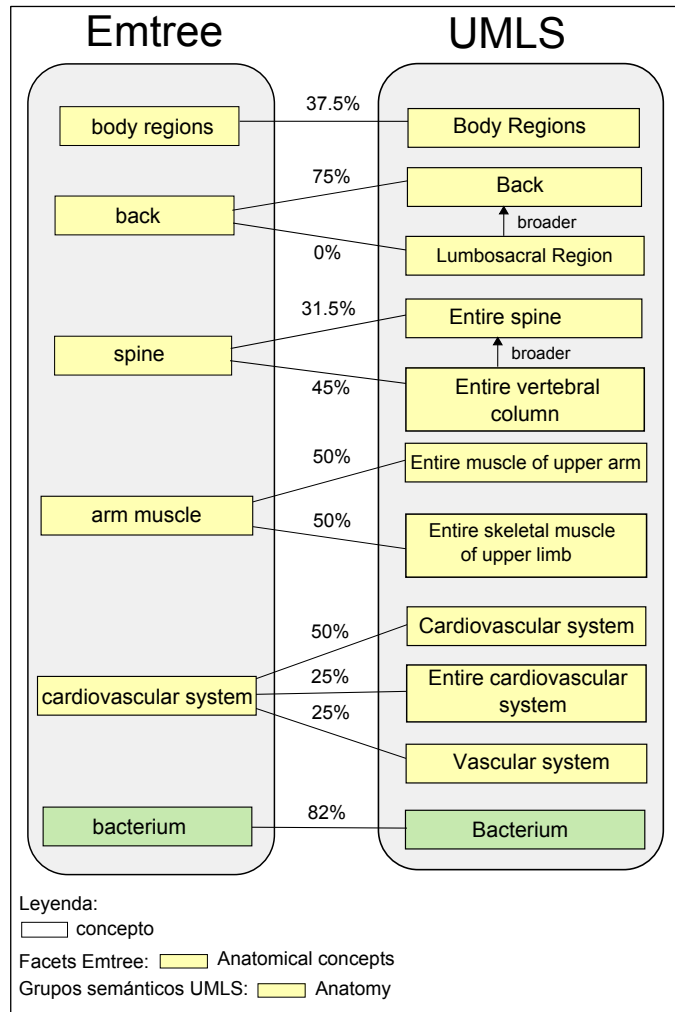 Emtree
UMLS
body regions
37.5%
Body Regions
back
75%
Back
broader
0%
Lumbosacral Region
spine
31.5%
Entire spine
broader
45%
Entire vertebral
column
arm muscle
50%
Entire muscle of upper arm
50%
Entire skeletal muscle
of upper limb
cardiovascular system
50%
Cardiovascular system
25%
Entire cardiovascular
system
25%
Vascular system
bacterium
82%
Bacterium
Leyenda:
concepto
Facets Emtree: Anatomical concepts
Grupos semánticos UMLS: Anatomy